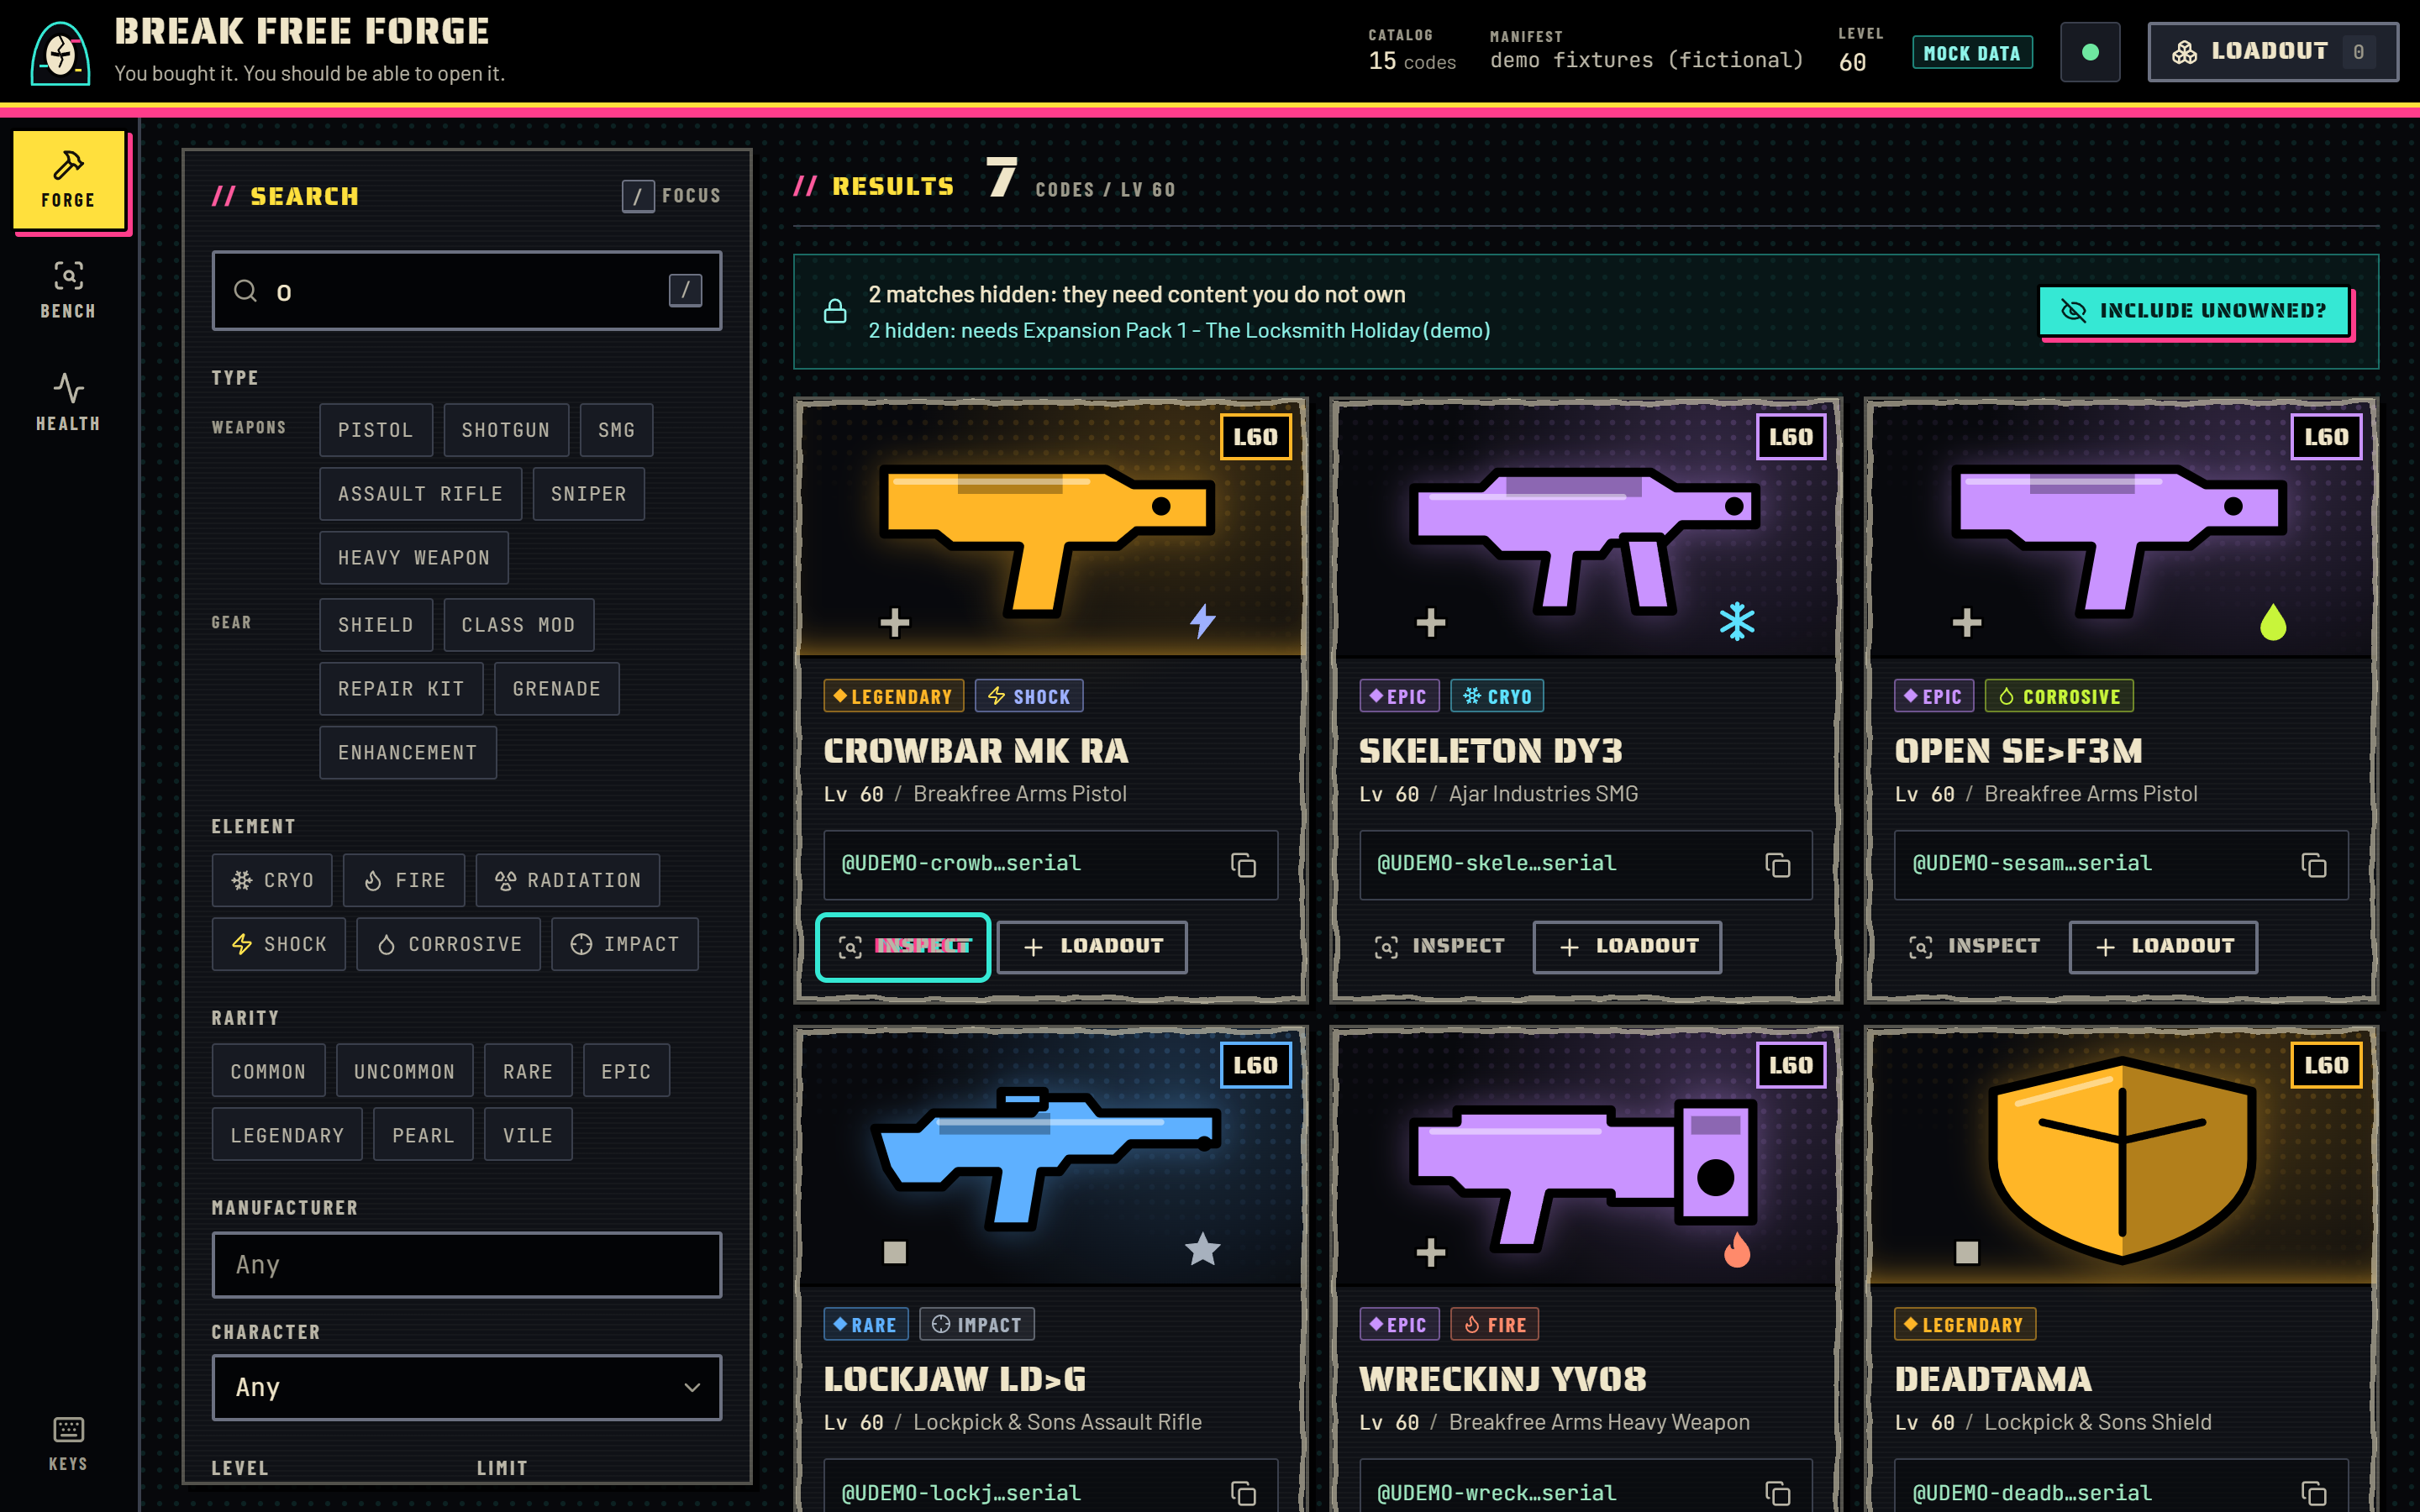 BREAK FREE FORGE
You bought it. You should be able to open it.
CATALOG
15 codes
MANIFEST
demo fixtures (fictional)
LEVEL
60
MOCK DATA
LOADOUT 0
FORGE
BENCH
HEALTH
KEYS
// SEARCH
/ FOCUS
o
/
TYPE
WEAPONS
PISTOL SHOTGUN SMG
ASSAULT RIFLE SNIPER
HEAVY WEAPON
GEAR
SHIELD CLASS MOD
REPAIR KIT GRENADE
ENHANCEMENT
ELEMENT
CRYO FIRE RADIATION
SHOCK CORROSIVE IMPACT
RARITY
COMMON UNCOMMON RARE EPIC
LEGENDARY PEARL VILE
MANUFACTURER
Any
CHARACTER
Any
LEVEL LIMIT
// RESULTS 7 CODES / LV 60
2 matches hidden: they need content you do not own
2 hidden: needs Expansion Pack 1 - The Locksmith Holiday (demo)
INCLUDE UNOWNED?
L60
LEGENDARY SHOCK
CROWBAR MK RA
Lv 60 / Breakfree Arms Pistol
@UDEMO-crowb…serial
INSPECT LOADOUT
L60
EPIC CRYO
SKELETON DY3
Lv 60 / Ajar Industries SMG
@UDEMO-skele…serial
INSPECT LOADOUT
L60
EPIC CORROSIVE
OPEN SE>F3M
Lv 60 / Breakfree Arms Pistol
@UDEMO-sesam…serial
INSPECT LOADOUT
L60
RARE IMPACT
LOCKJAW LD>G
Lv 60 / Lockpick & Sons Assault Rifle
@UDEMO-lockj…serial
L60
EPIC FIRE
WRECKINJ YV08
Lv 60 / Breakfree Arms Heavy Weapon
@UDEMO-wreck…serial
L60
LEGENDARY
DEADTAMA
Lv 60 / Lockpick & Sons Shield
@UDEMO-deadb…serial